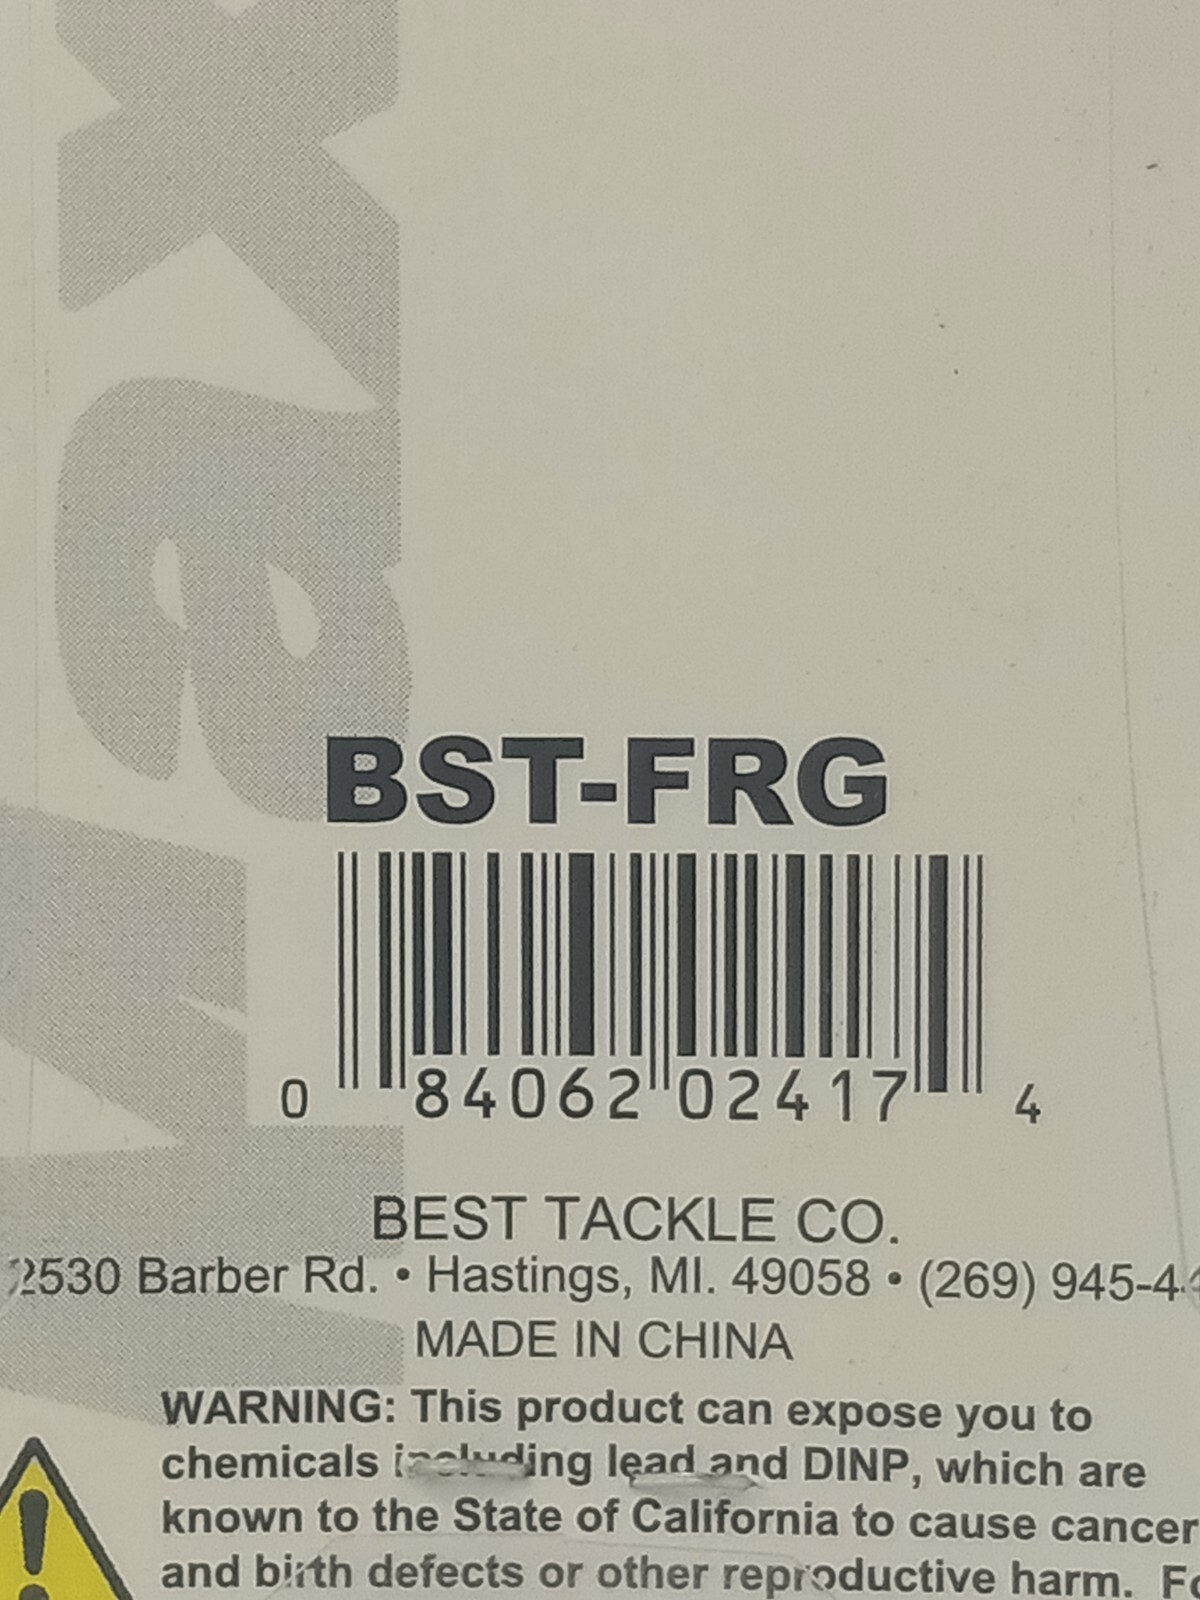 Max
BST-FRG
0 84062 02417 4
BEST TACKLE CO.
2530 Barber Rd. • Hastings, MI. 49058 • (269) 945-4
MADE IN CHINA
WARNING: This product can expose you to
chemicals including lead and DINP, which are
known to the State of California to cause cancer
and birth defects or other reproductive harm.